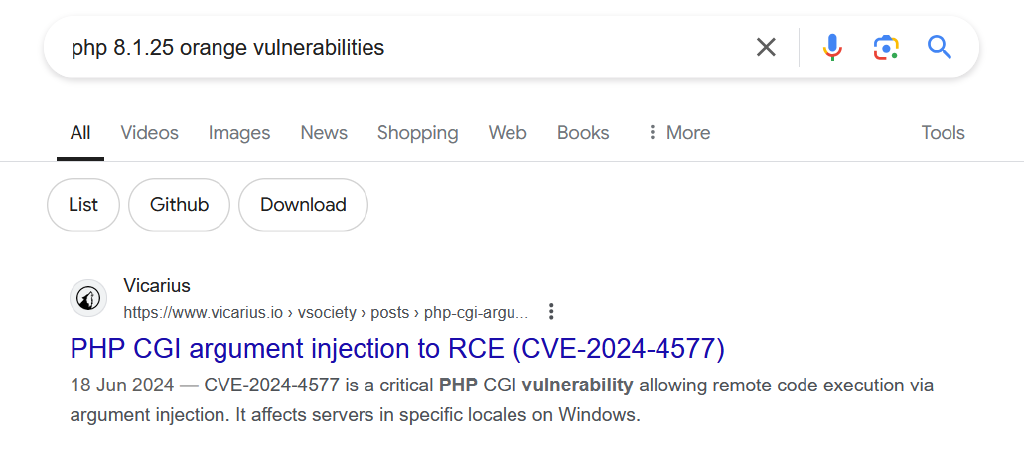 php 8.1.25 orange vulnerabilities
All Videos Images News Shopping Web Books More Tools
List Github Download
Vicarius
https://www.vicarius.io › vsociety › posts › php-cgi-argu...
PHP CGI argument injection to RCE (CVE-2024-4577)
18 Jun 2024 — CVE-2024-4577 is a critical PHP CGI vulnerability allowing remote code execution via
argument injection. It affects servers in specific locales on Windows.